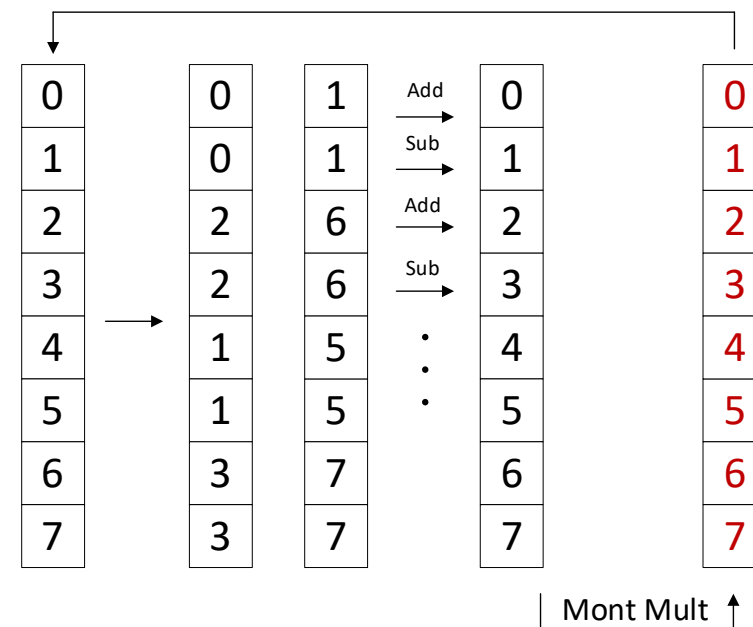 0 0 1 Add 0 0
1 0 1 Sub 1 1
2 2 6 Add 2 2
3 2 6 Sub 3 3
4 1 5 4 4
5 1 5 5 5
6 3 7 6 6
7 3 7 7 7
Mont Mult